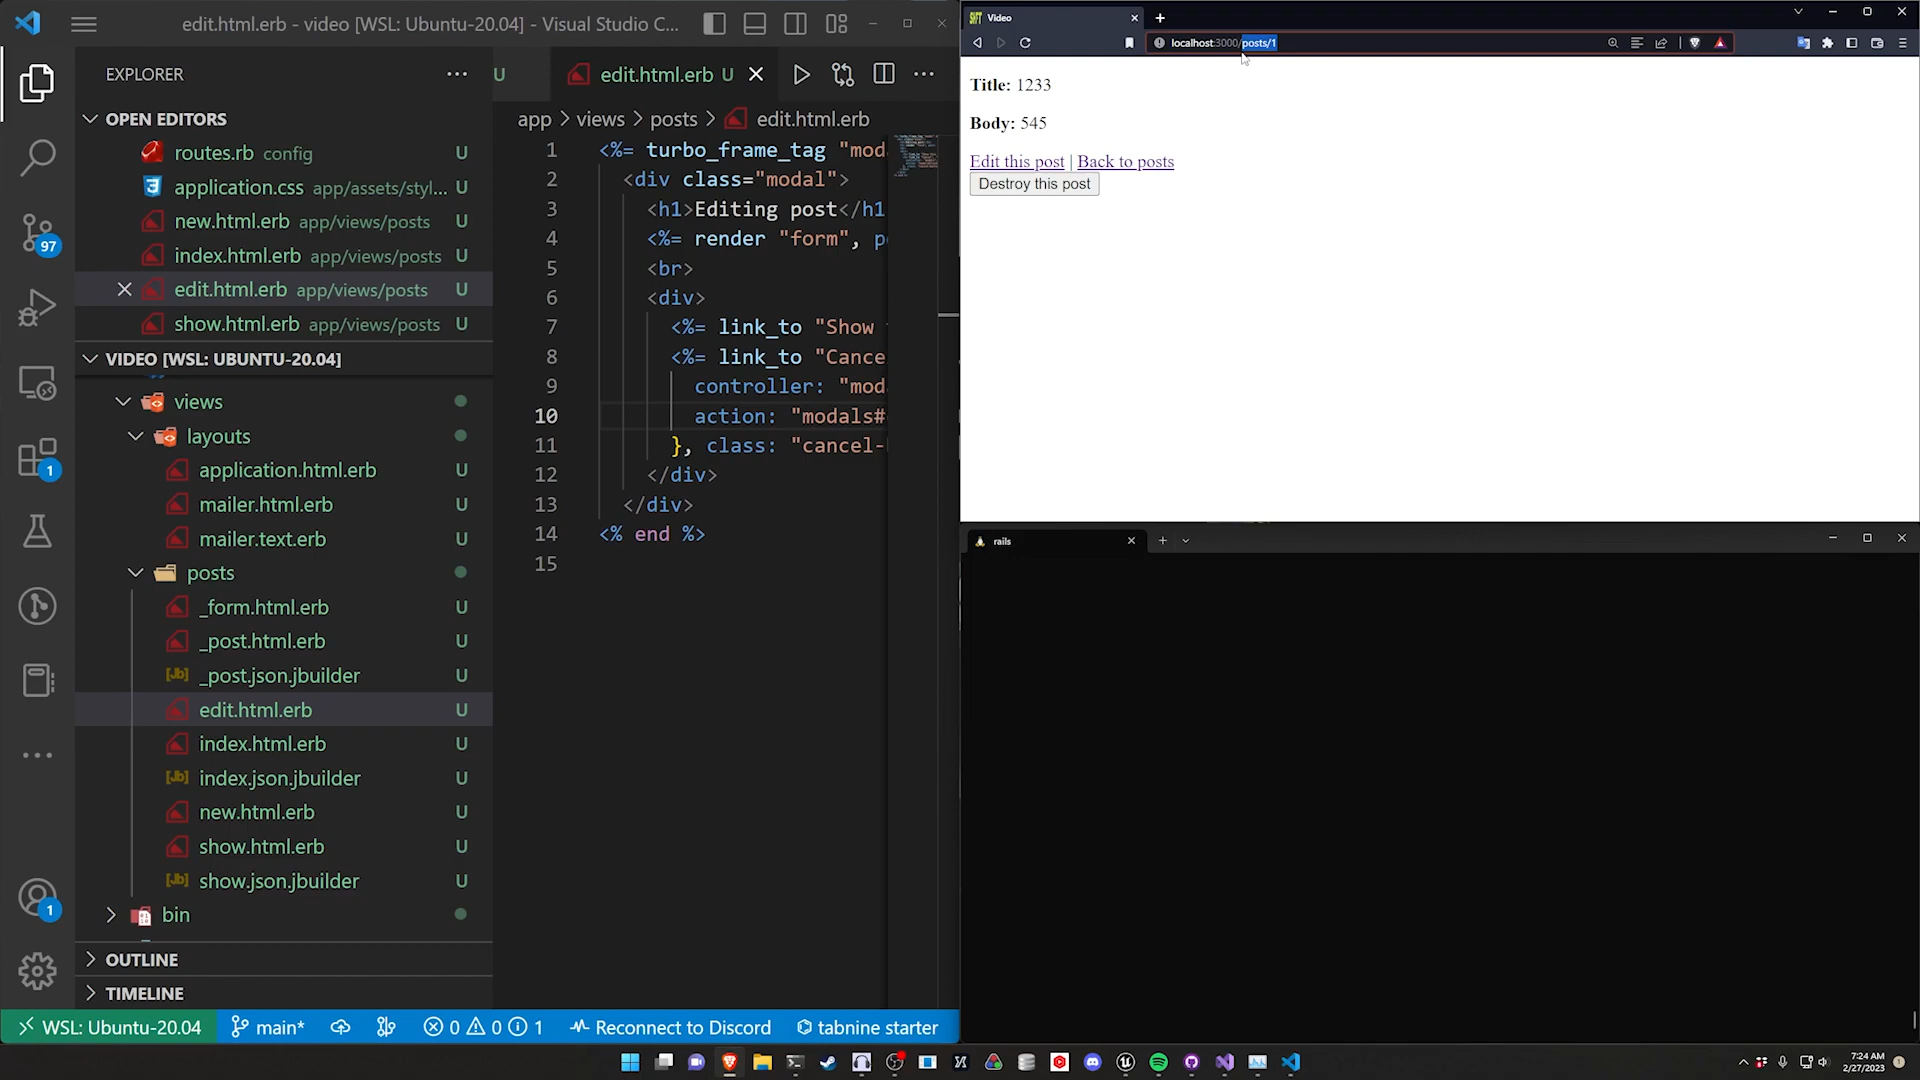 edit.html.erb - video [WSL: Ubuntu-20.04] - Visual Studio C...
EXPLORER
OPEN EDITORS
routes.rb config U
application.css app/assets/styl... U
new.html.erb app/views/posts U
index.html.erb app/views/posts U
edit.html.erb app/views/posts U
show.html.erb app/views/posts U
VIDEO [WSL: UBUNTU-20.04]
views
layouts
application.html.erb U
mailer.html.erb U
mailer.text.erb U
posts
_form.html.erb U
_post.html.erb U
_post.json.jbuilder U
edit.html.erb U
index.html.erb U
index.json.jbuilder U
new.html.erb U
show.html.erb U
show.json.jbuilder U
bin
OUTLINE
TIMELINE
97
1
1
U
edit.html.erb U
app > views > posts > edit.html.erb
1 <%= turbo_frame_tag "mod
2 <div class="modal">
3 <h1>Editing post</h1
4 <%= render "form", p
5 <br>
6 <div>
7 <%= link_to "Show
8 <%= link_to "Cance
9 controller: "mod
10 action: "modals#
11 }, class: "cancel-
12 </div>
13 </div>
14 <% end %>
15
WSL: Ubuntu-20.04 main* 0 0 1 Reconnect to Discord tabnine starter
Video
localhost:3000/posts/1
Title: 1233
Body: 545
Edit this post | Back to posts
Destroy this post
rails
7:24 AM
2/27/2023